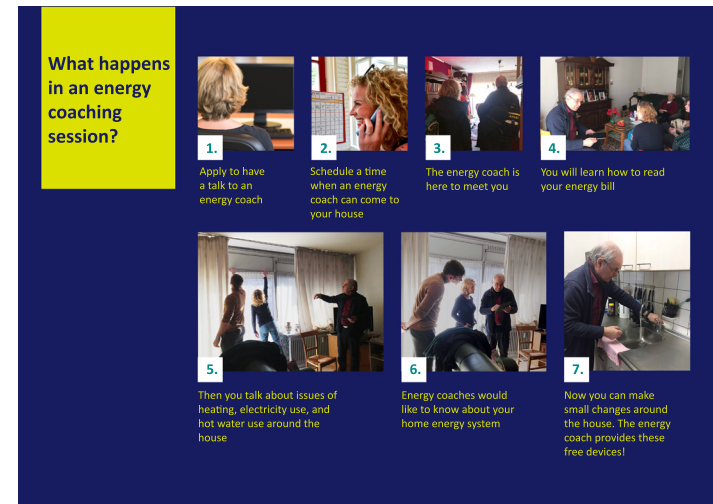 What happens
in an energy
coaching
session?
1.
Apply to have
a talk to an
energy coach
2.
Schedule a time
when an energy
coach can come to
your house
3.
The energy coach is
here to meet you
4.
You will learn how to read
your energy bill
5.
Then you talk about issues of
heating, electricity use, and
hot water use around the
house
6.
Energy coaches would
like to know about your
home energy system
7.
Now you can make
small changes around
the house. The energy
coach provides these
free devices!